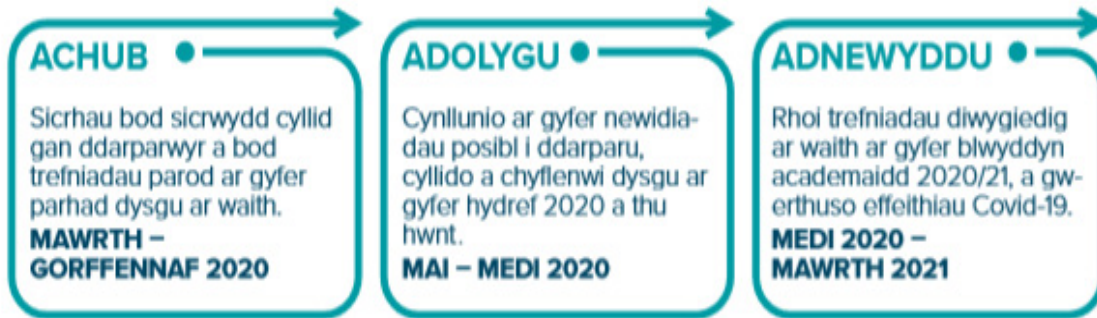 ACHUB
Sicrhau bod sicrwydd cyllid
gan ddarparwyr a bod
trefniadau parod ar gyfer
parhad dysgu ar waith.
MAWRTH –
GORFFENNAF 2020
ADOLYGU
Cynllunio ar gyfer newidia-
dau posibl i ddarparu,
cyllido a chyflenwi dysgu ar
gyfer hydref 2020 a thu
hwnt.
MAI – MEDI 2020
ADNEWYDDU
Rhoi trefniadau diwygiedig
ar waith ar gyfer blwyddyn
academaidd 2020/21, a gw-
erthuso effeithiau Covid-19.
MEDI 2020 –
MAWRTH 2021